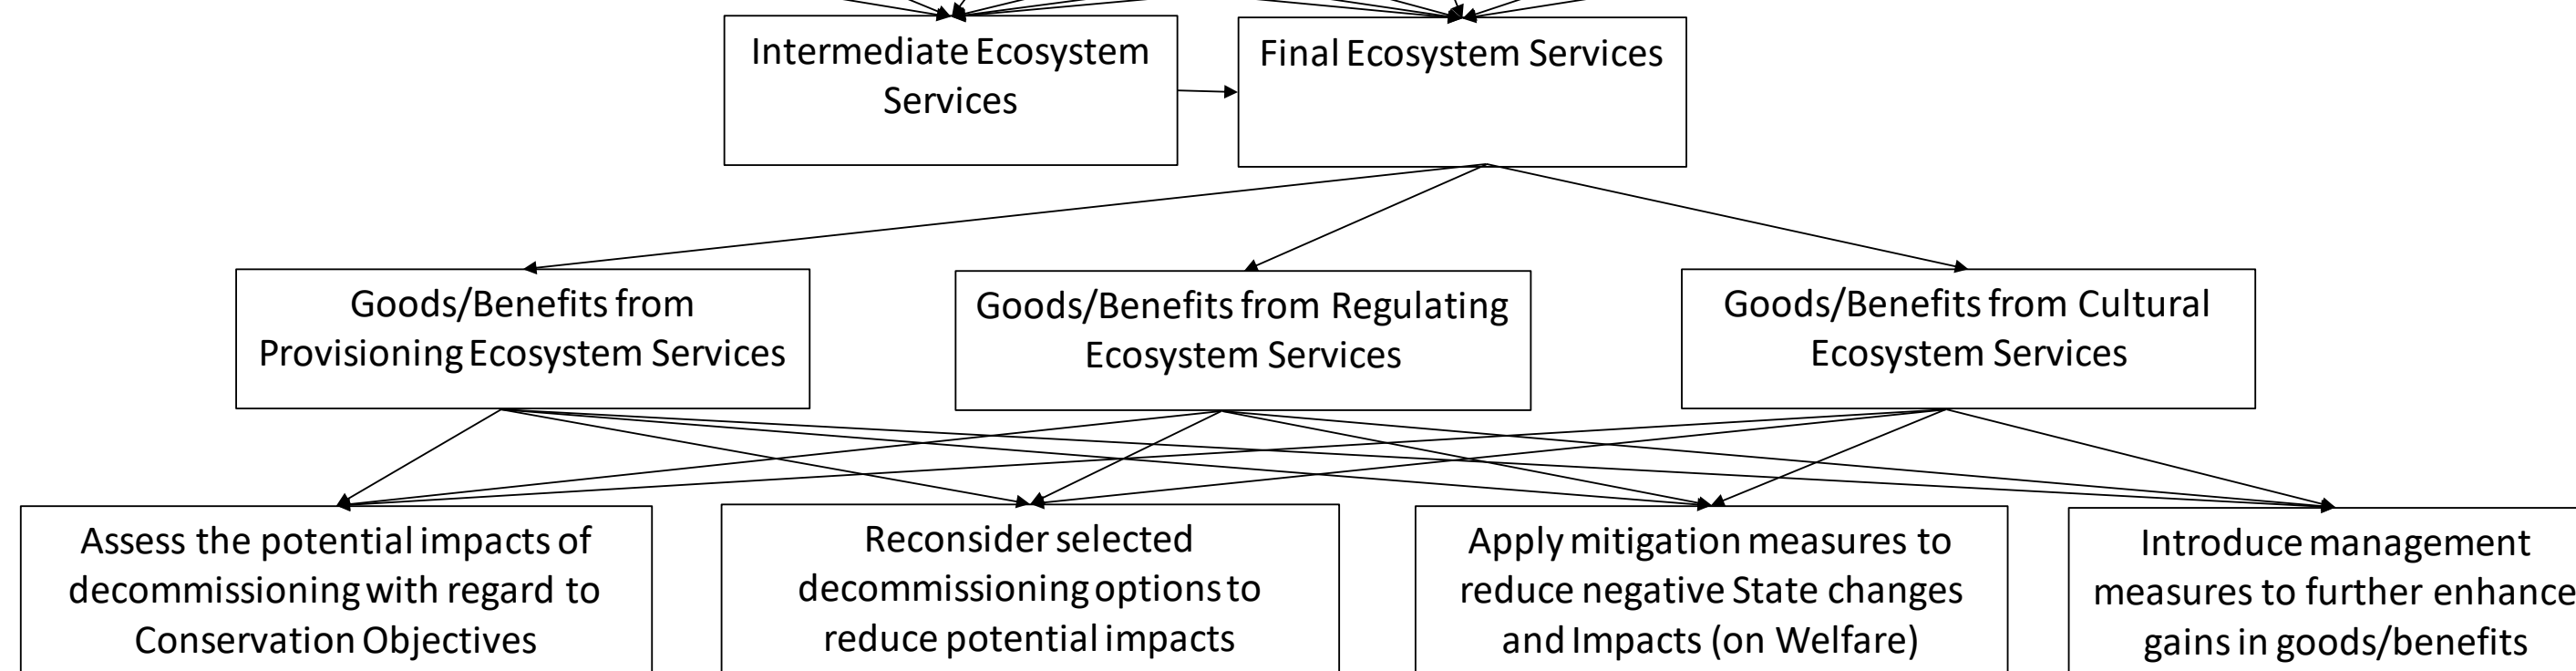 Intermediate Ecosystem
Services
Final Ecosystem Services
Goods/Benefits from
Provisioning Ecosystem Services
Goods/Benefits from Regulating
Ecosystem Services
Goods/Benefits from Cultural
Ecosystem Services
Assess the potential impacts of
decommissioning with regard to
Conservation Objectives
Reconsider selected
decommissioning options to
reduce potential impacts
Apply mitigation measures to
reduce negative State changes
and Impacts (on Welfare)
Introduce management
measures to further enhance
gains in goods/benefits